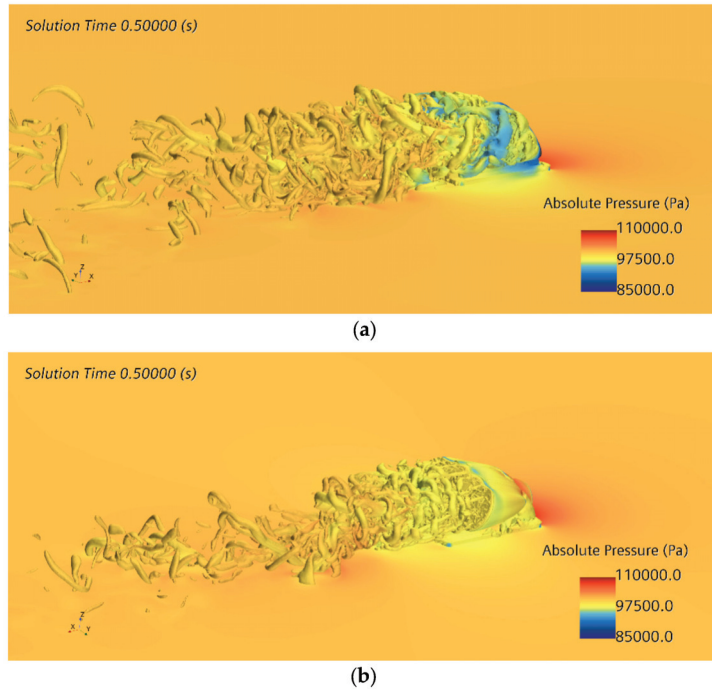 Solution Time 0.50000 (s)
Absolute Pressure (Pa)
110000.0
97500.0
85000.0
Z
Y X
(a)
Solution Time 0.50000 (s)
Absolute Pressure (Pa)
110000.0
97500.0
85000.0
Z
X Y
(b)